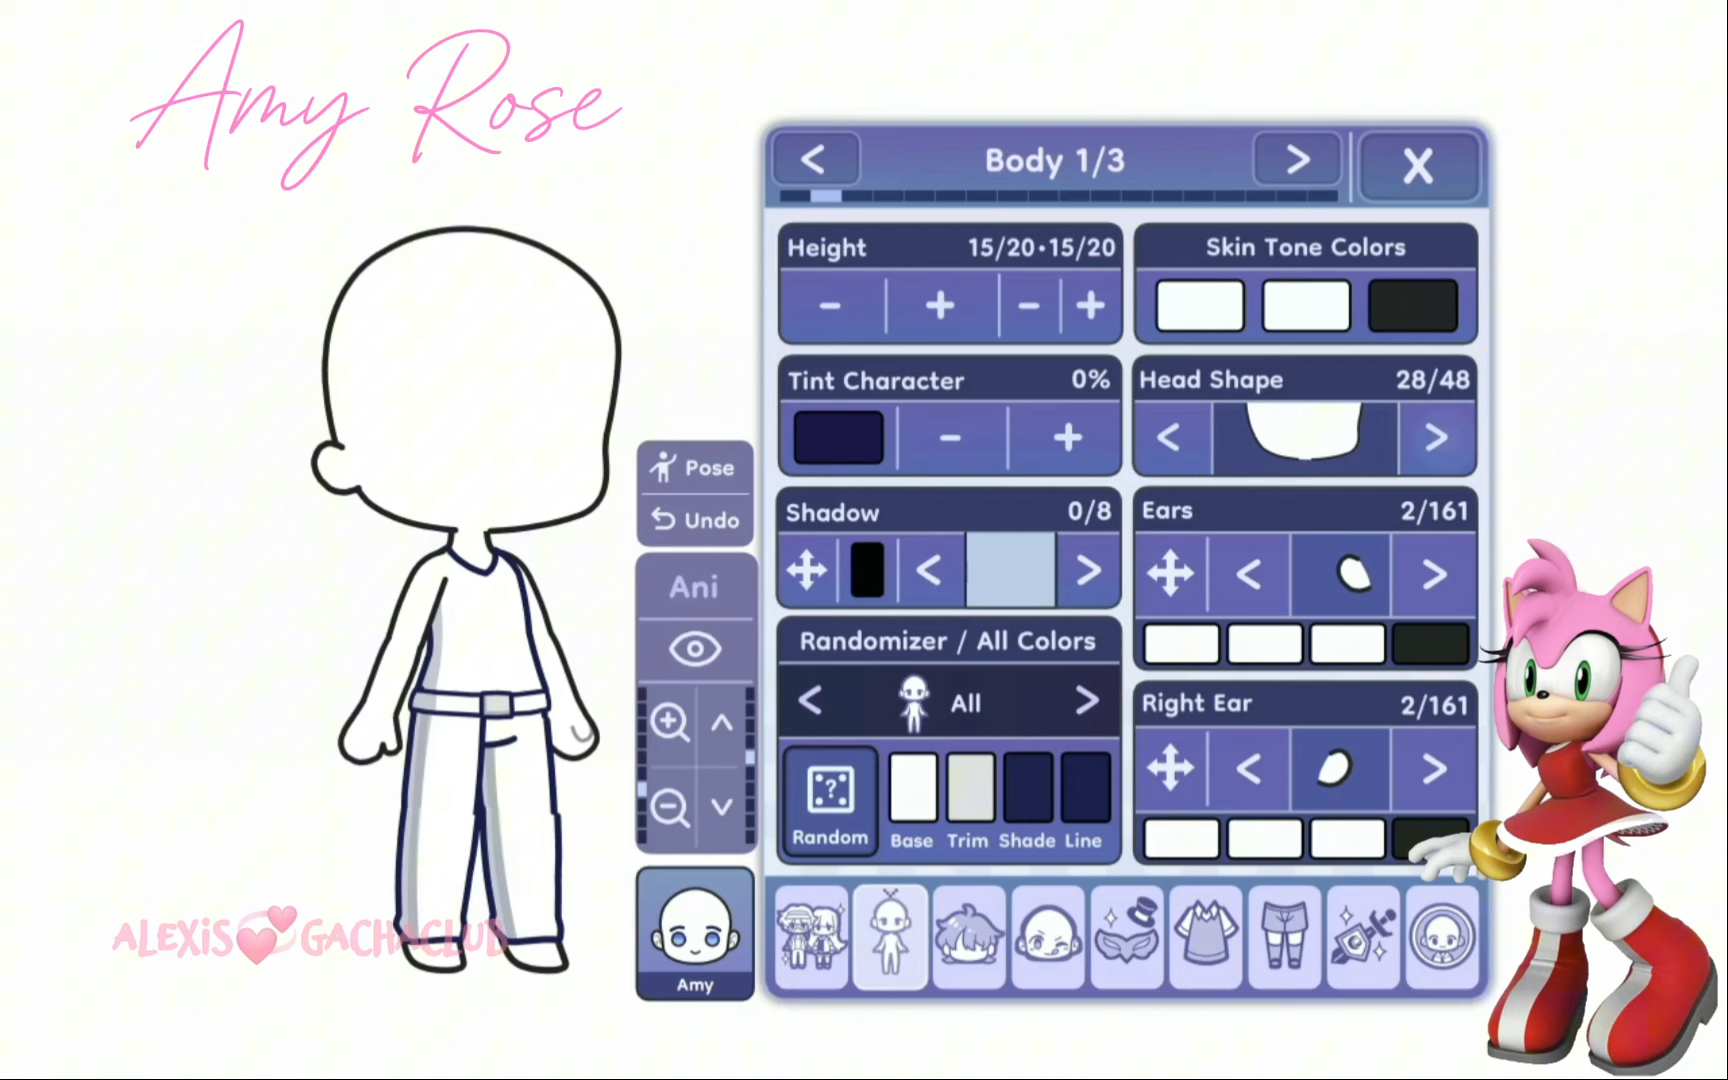 Amy Rose
Body 1/3
Height 15/20•15/20
Skin Tone Colors
Tint Character 0%
Head Shape 28/48
Pose
Undo
Shadow 0/8
Ears 2/161
Ani
Randomizer / All Colors
All
Right Ear 2/161
Random
Base Trim Shade Line
ALEXiS GACHACLUB
Amy